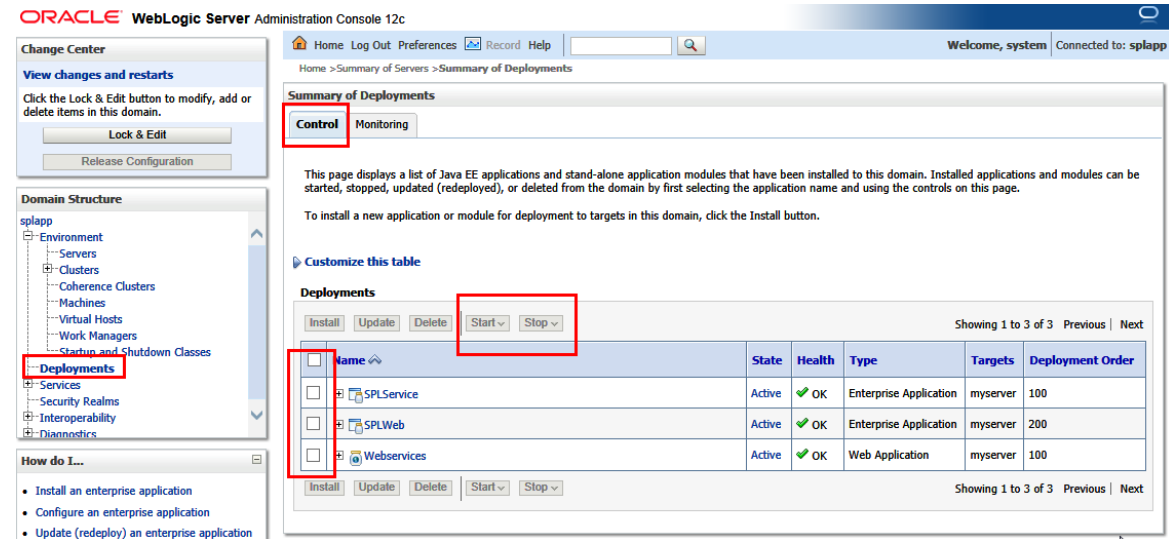 ORACLE WebLogic Server Administration Console 12c
Change Center
View changes and restarts
Click the Lock & Edit button to modify, add or
delete items in this domain.
Lock & Edit
Release Configuration
Domain Structure
splapp
Environment
Servers
Clusters
Coherence Clusters
Machines
Virtual Hosts
Work Managers
Startup and Shutdown Classes
Deployments
Services
Security Realms
Interoperability
Diagnostics
How do I...
Install an enterprise application
Configure an enterprise application
Update (redeploy) an enterprise application
Home Log Out Preferences Record Help
Welcome, system Connected to: splapp
Home >Summary of Servers >Summary of Deployments
Summary of Deployments
Control Monitoring
This page displays a list of Java EE applications and stand-alone application modules that have been installed to this domain. Installed applications and modules can be
started, stopped, updated (redeployed), or deleted from the domain by first selecting the application name and using the controls on this page.
To install a new application or module for deployment to targets in this domain, click the Install button.
Customize this table
Deployments
Install Update Delete Start Stop Showing 1 to 3 of 3 Previous | Next
Name State Health Type Targets Deployment Order
SPLService Active OK Enterprise Application myserver 100
SPLWeb Active OK Enterprise Application myserver 200
Webservices Active OK Web Application myserver 100
Install Update Delete Start Stop Showing 1 to 3 of 3 Previous | Next